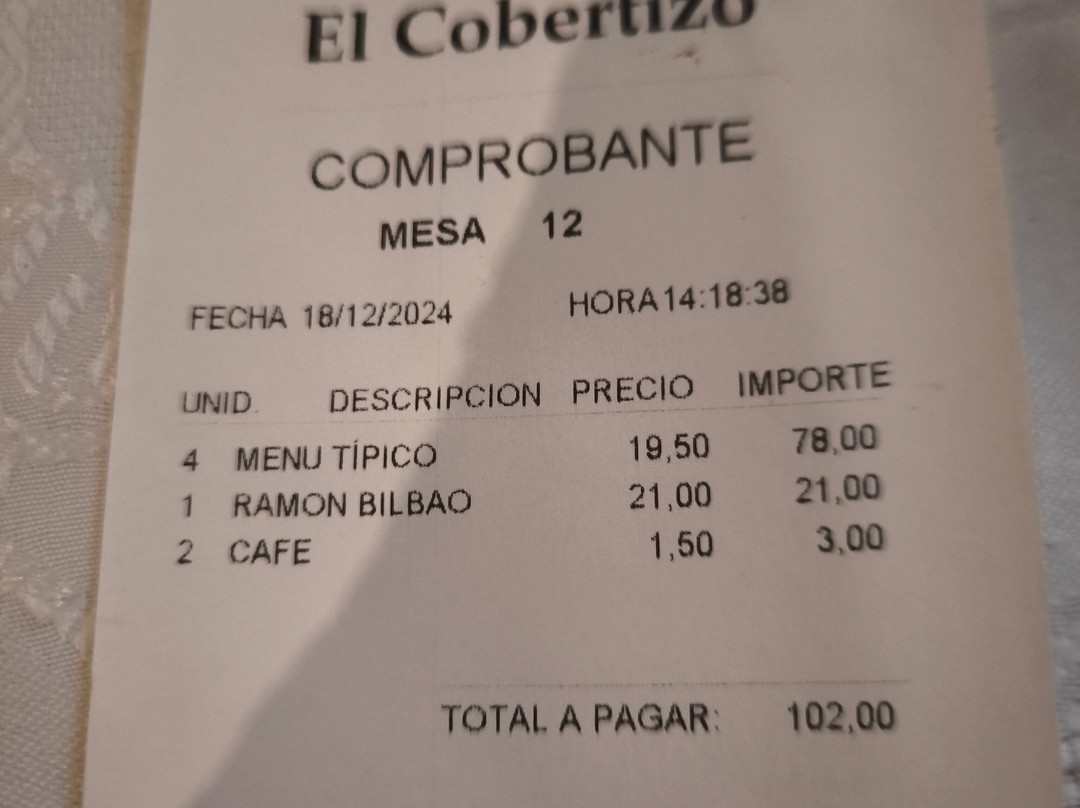 El Cobertizo
COMPROBANTE
MESA 12
FECHA 18/12/2024 HORA 14:18:38
UNID. DESCRIPCION PRECIO IMPORTE
4 MENU TÍPICO 19,50 78,00
1 RAMON BILBAO 21,00 21,00
2 CAFE 1,50 3,00
TOTAL A PAGAR: 102,00